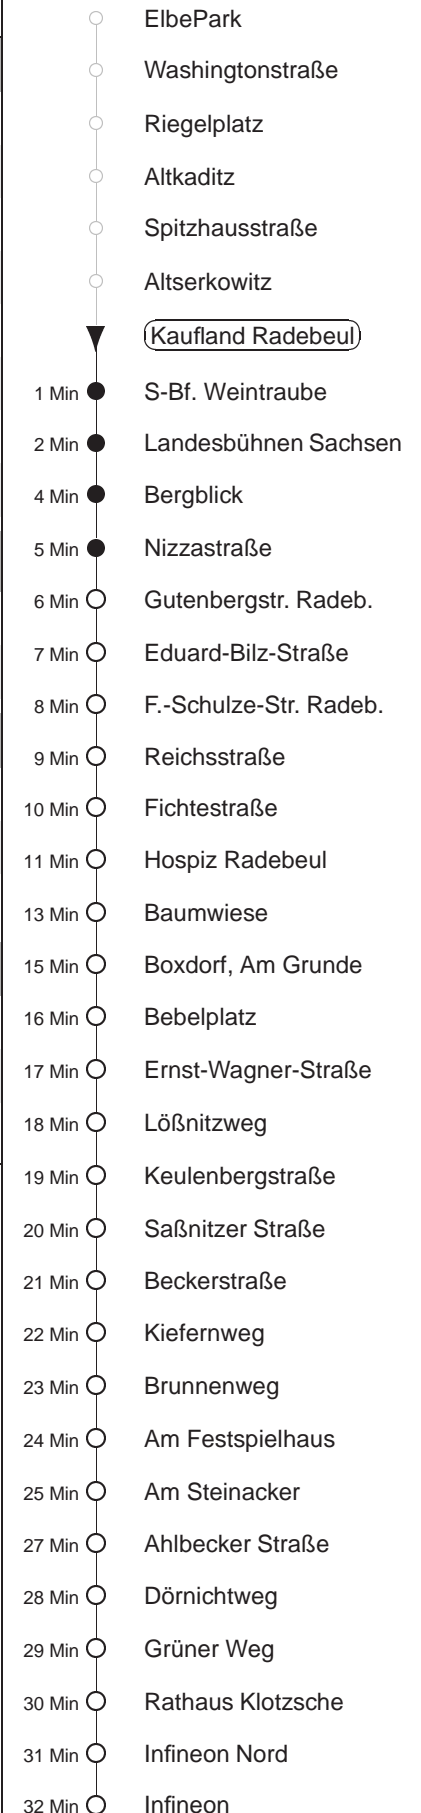 ElbePark
Washingtonstraße
Riegelplatz
Altkaditz
Spitzhausstraße
Altserkowitz
Kaufland Radebeul
1 Min S-Bf. Weintraube
2 Min Landesbühnen Sachsen
4 Min Bergblick
5 Min Nizzastraße
6 Min Gutenbergstr. Radeb.
7 Min Eduard-Bilz-Straße
8 Min F.-Schulze-Str. Radeb.
9 Min Reichsstraße
10 Min Fichtestraße
11 Min Hospiz Radebeul
13 Min Baumwiese
15 Min Boxdorf, Am Grunde
16 Min Bebelplatz
17 Min Ernst-Wagner-Straße
18 Min Lößnitzweg
19 Min Keulenbergstraße
20 Min Saßnitzer Straße
21 Min Beckerstraße
22 Min Kiefernweg
23 Min Brunnenweg
24 Min Am Festspielhaus
25 Min Am Steinacker
27 Min Ahlbecker Straße
28 Min Dörnichtweg
29 Min Grüner Weg
30 Min Rathaus Klotzsche
31 Min Infineon Nord
32 Min Infineon